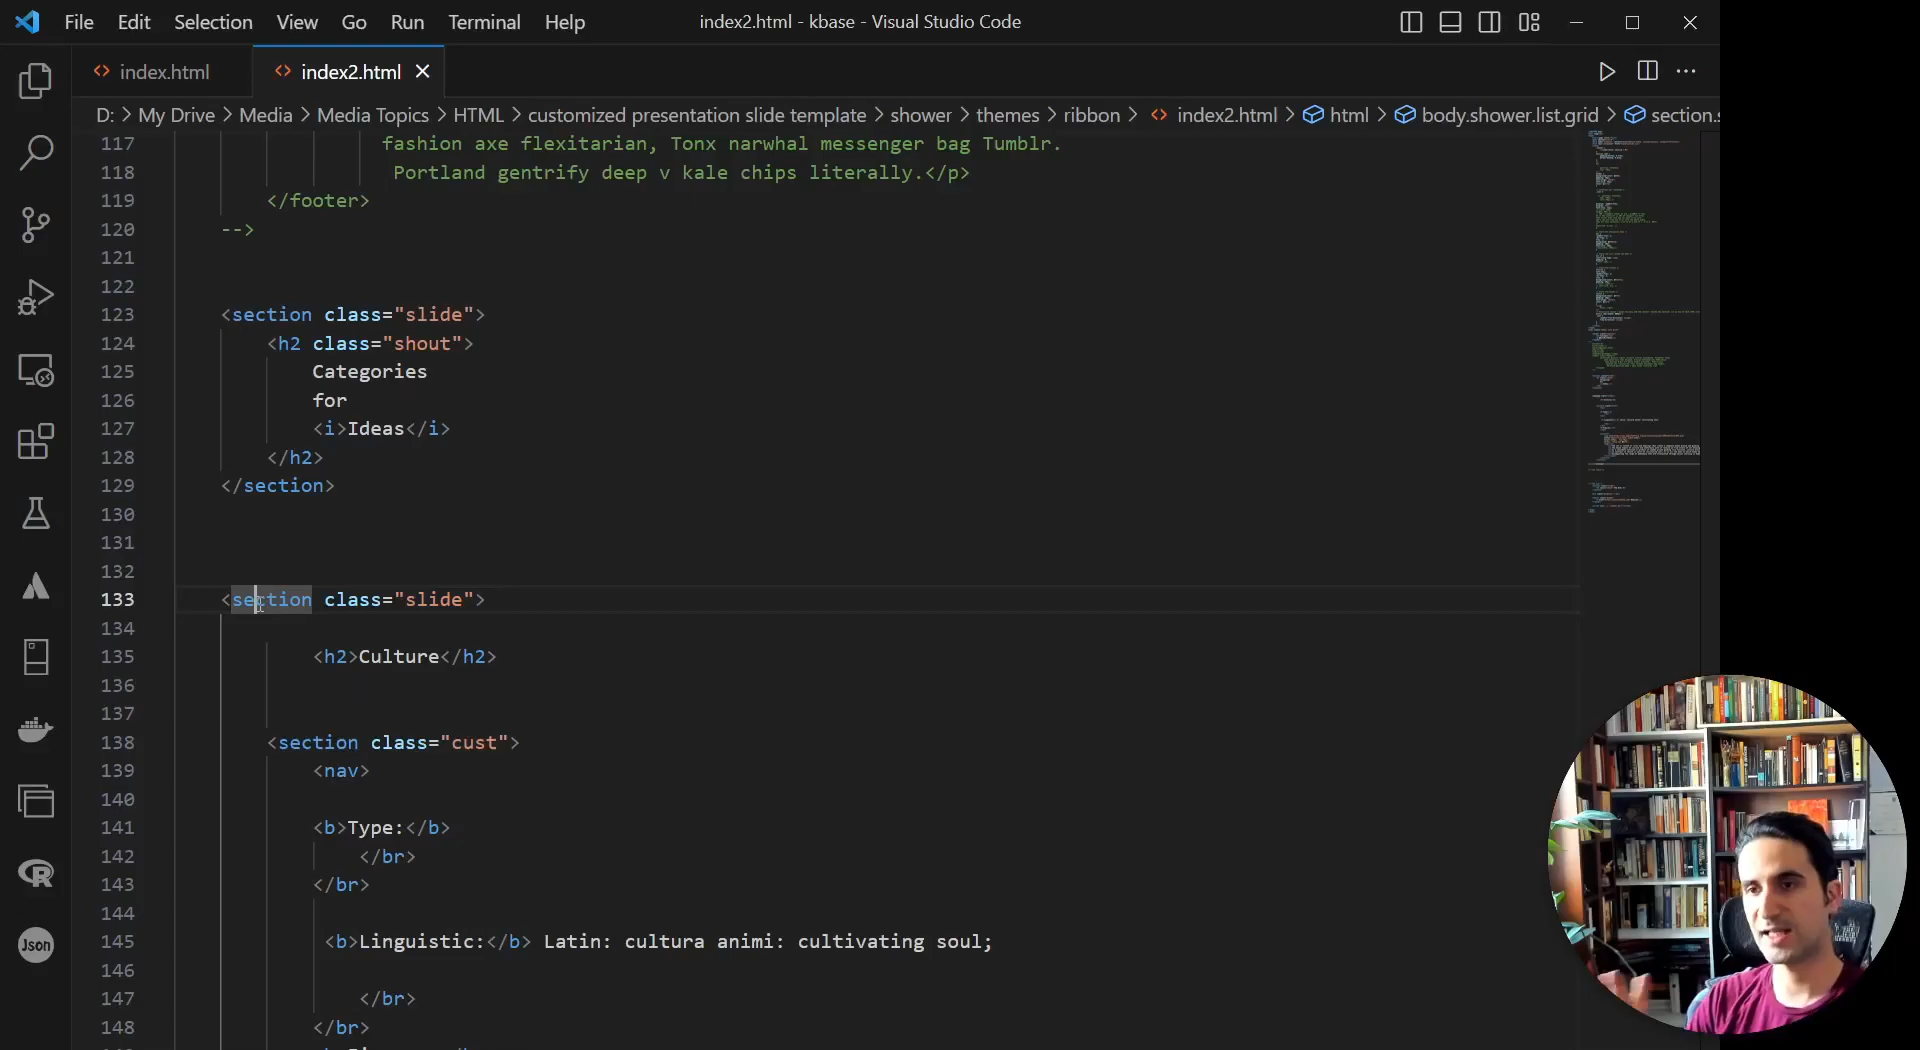 File Edit Selection View Go Run Terminal Help index2.html - kbase - Visual Studio Code
index.html index2.html
D: > My Drive > Media > Media Topics > HTML > customized presentation slide template > shower > themes > ribbon > index2.html > html > body.shower.list.grid > section.s
117 fashion axe flexitarian, Tonx narwhal messenger bag Tumblr.
118 Portland gentrify deep v kale chips literally.</p>
119 </footer>
120 -->
121
122
123 <section class="slide">
124 <h2 class="shout">
125 Categories
126 for
127 <i>Ideas</i>
128 </h2>
129 </section>
130
131
132
133 <section class="slide">
134
135 <h2>Culture</h2>
136
137
138 <section class="cust">
139 <nav>
140
141 <b>Type:</b>
142 </br>
143 </br>
144
145 <b>Linguistic:</b> Latin: cultura animi: cultivating soul;
146
147 </br>
148 </br>
Json